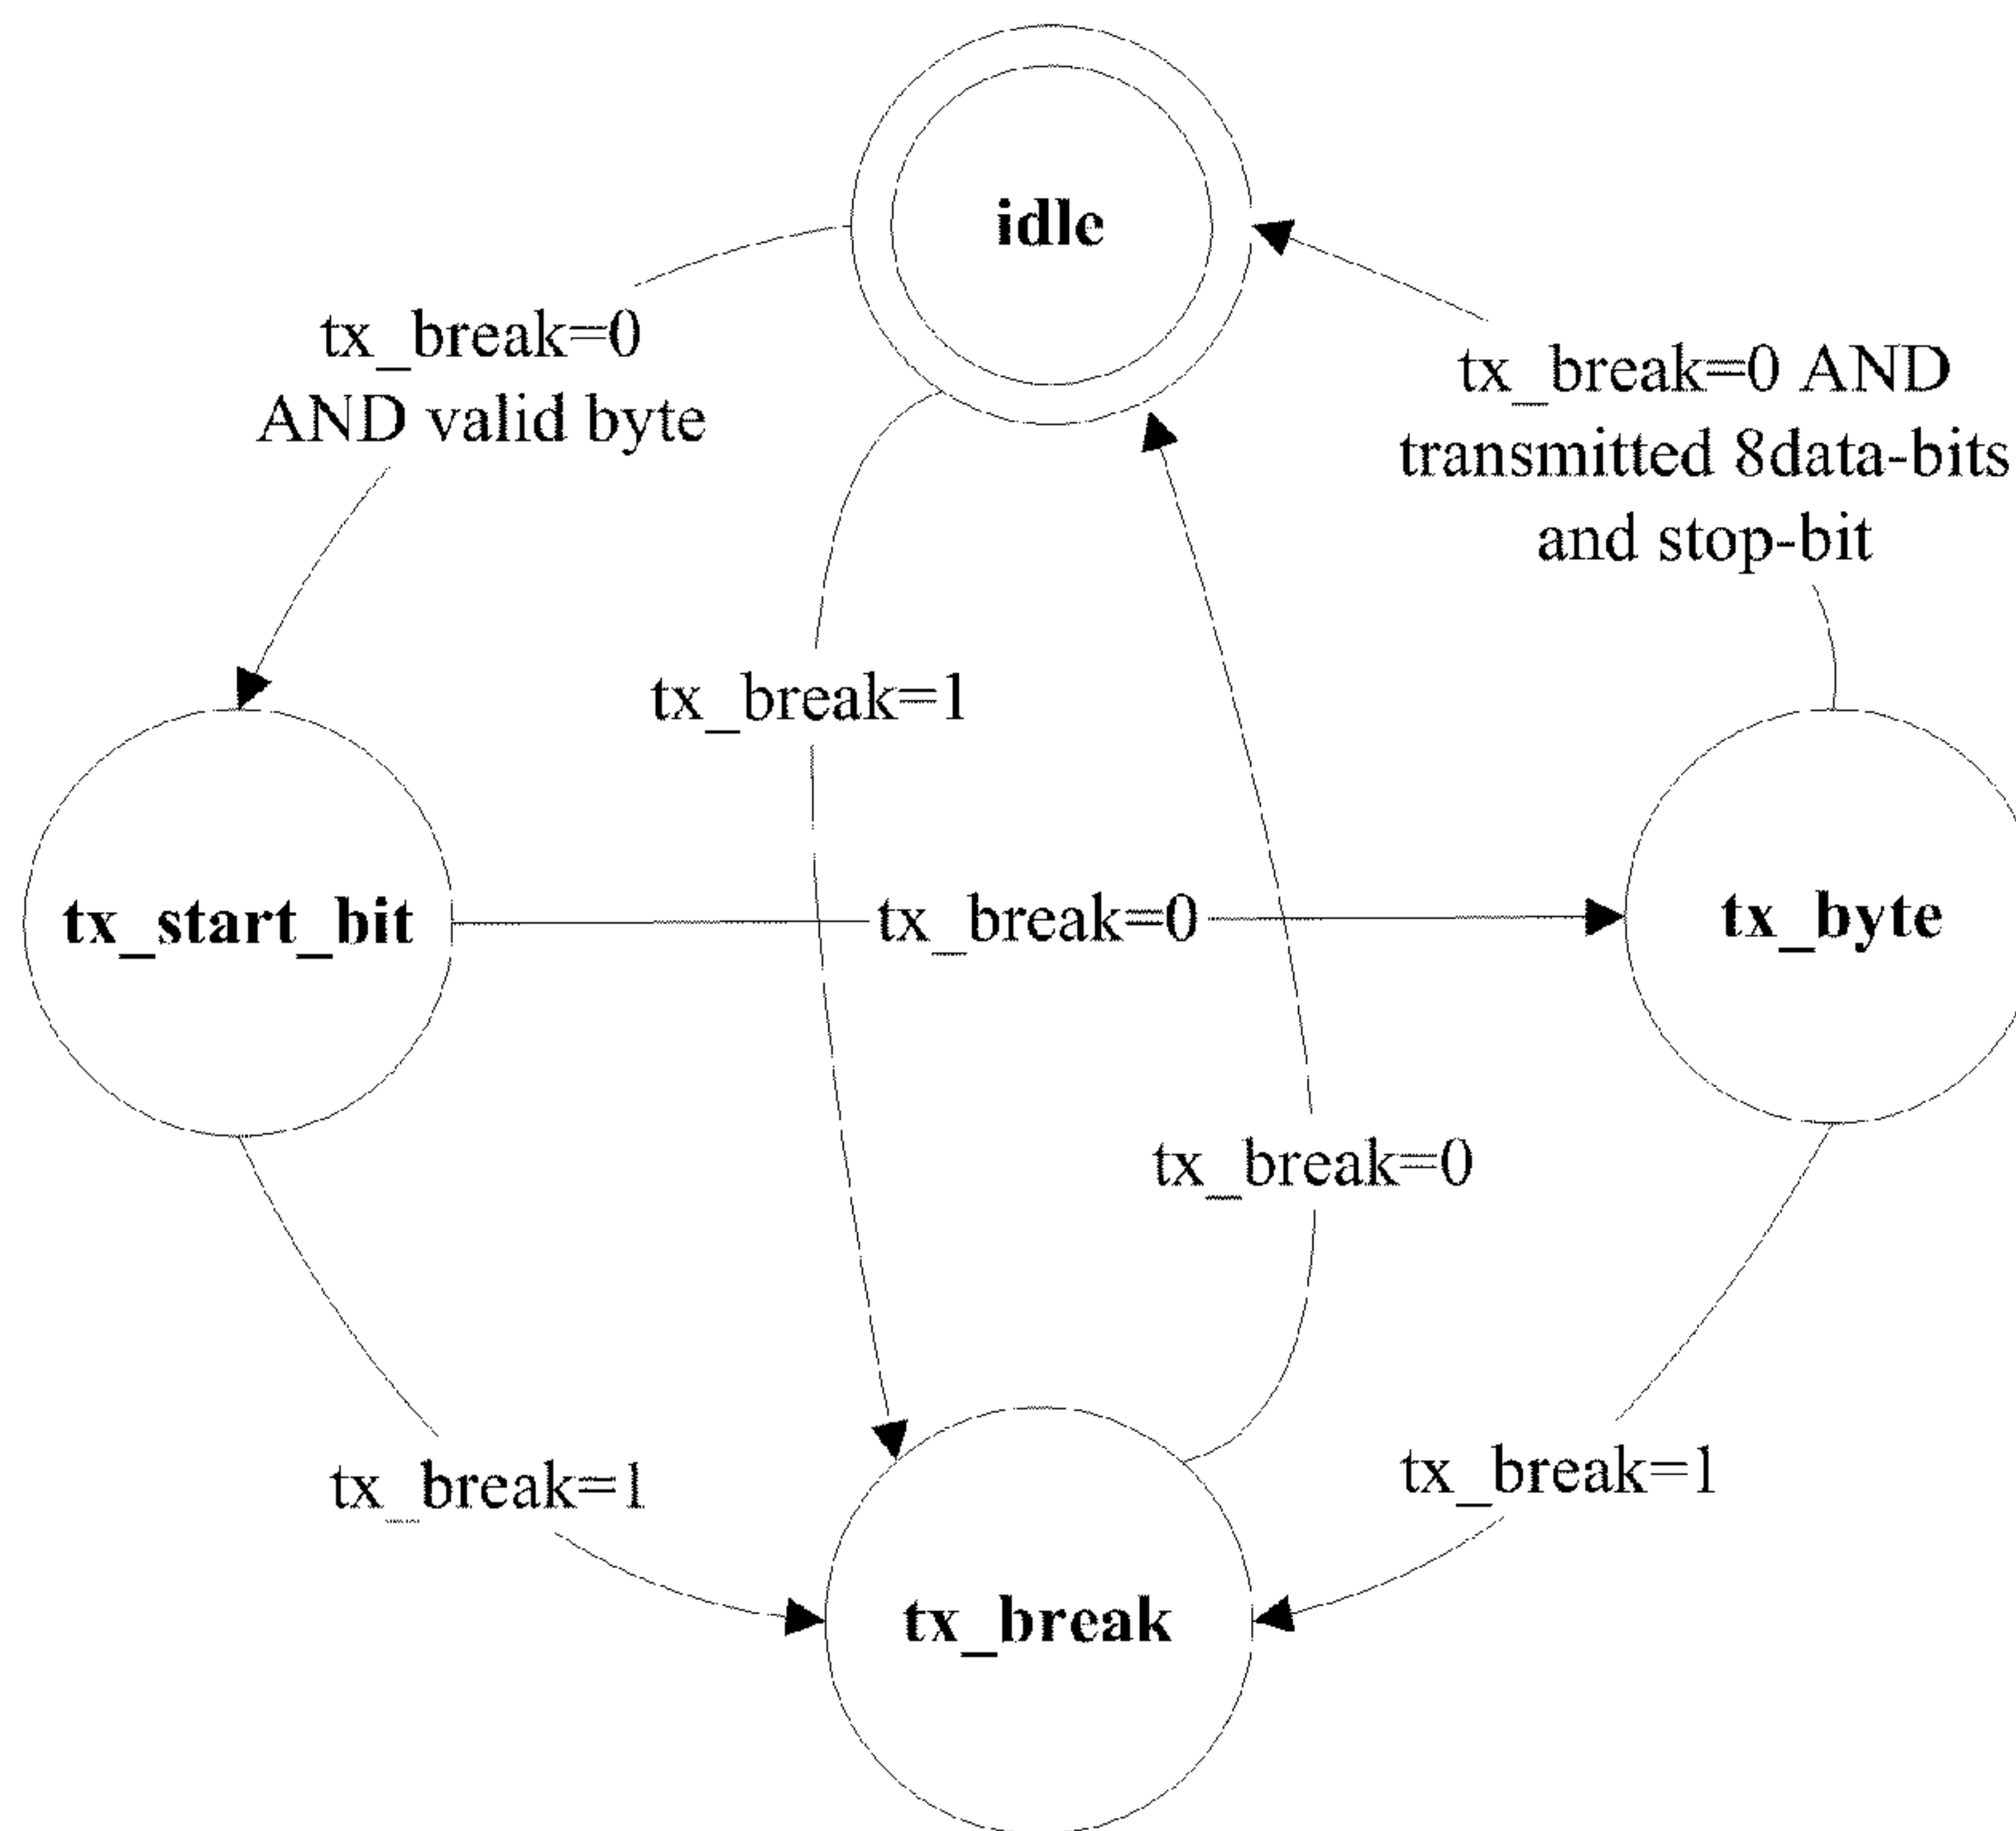 idle
tx_break=0
AND valid byte
tx_break=0 AND
transmitted 8data-bits
and stop-bit
tx_break=1
tx_start_bit
tx_break=0
tx_byte
tx_break=0
tx_break=1
tx_break=1
tx_break